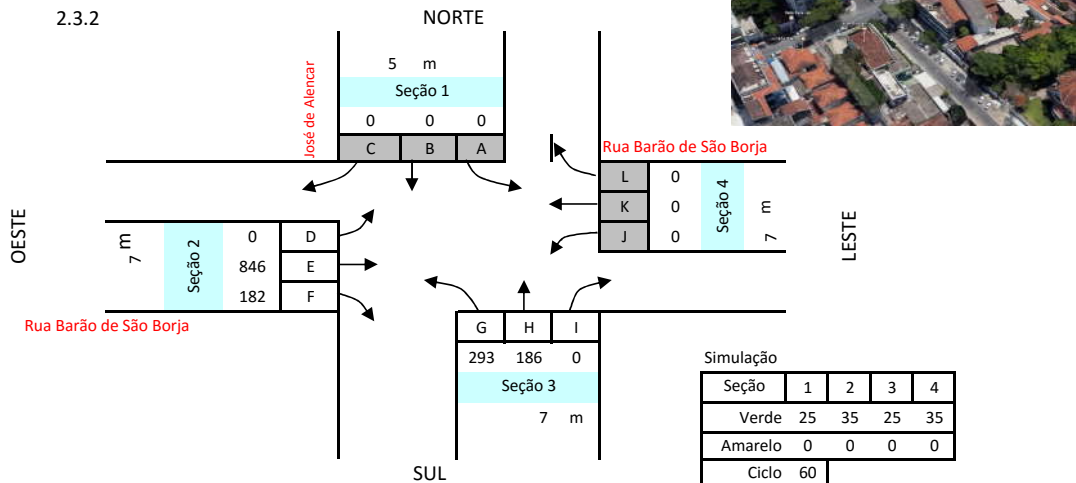 2.3.2
NORTE
5 m
Seção 1
José de Alencar
0 0 0
C B A
Rua Barão de São Borja
L 0
K 0
J 0
Seção 4
7 m
LESTE
OESTE
7 m
Seção 2
0 D
846 E
182 F
Rua Barão de São Borja
G H I
293 186 0
Seção 3
7 m
SUL
Simulação
Seção 1 2 3 4
Verde 25 35 25 35
Amarelo 0 0 0 0
Ciclo 60